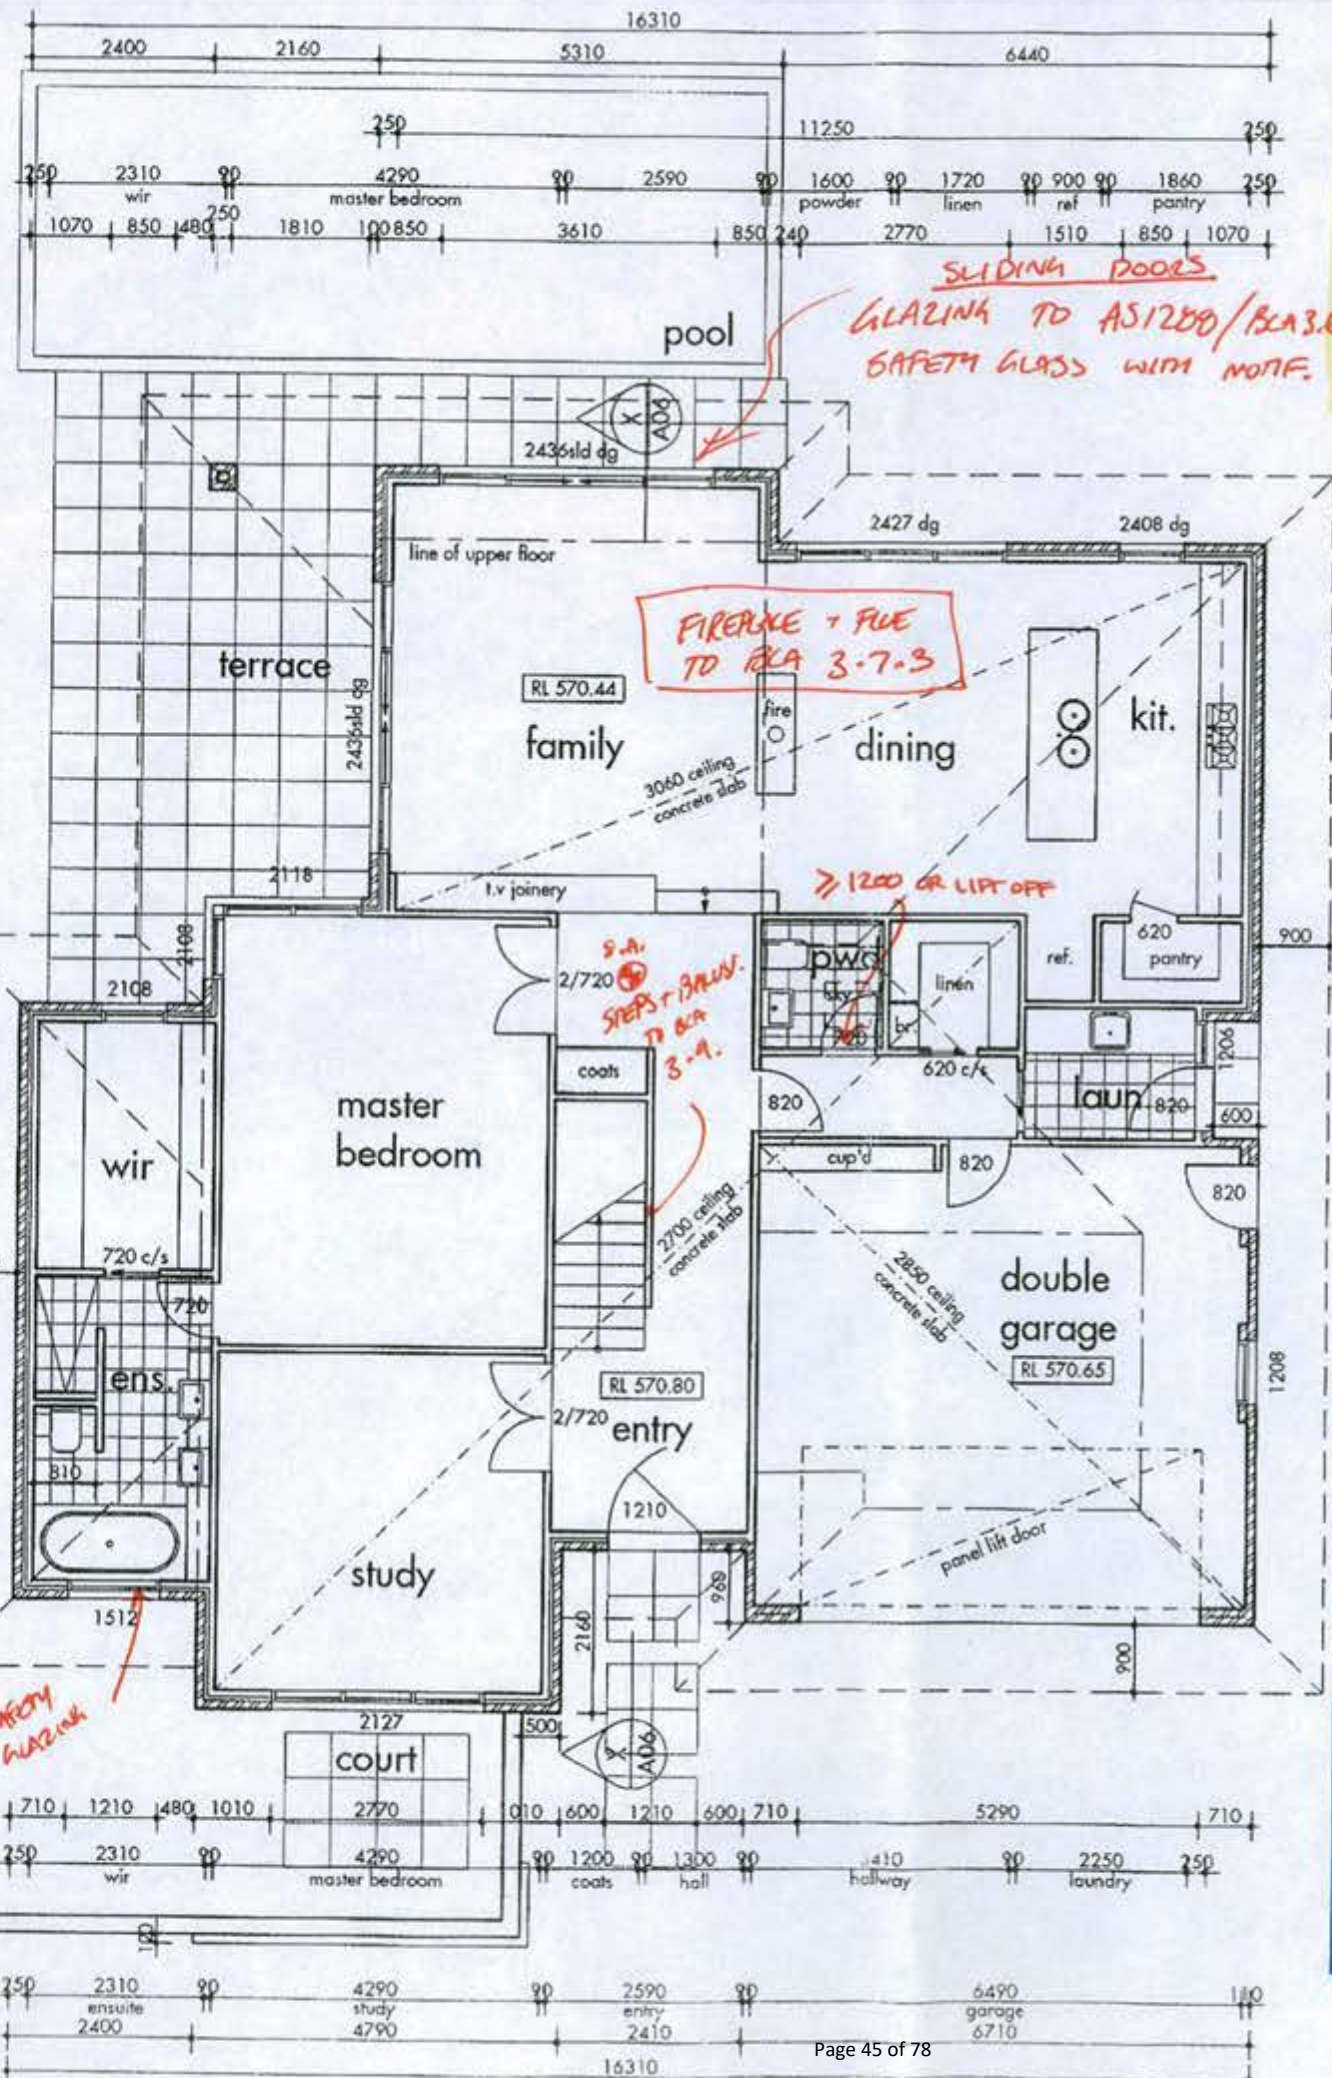 16310
2400 2160 5310 6440
250 11250 250
250 2310 90 4290 90 2590 90 1600 90 1720 90 900 90 1860 250
wir master bedroom powder linen ref pantry
1070 850 480 250 1810 100 850 3610 850 240 2770 1510 850 1070
SLIDING DOORS
GLAZING TO AS1288/BCA 3.
SAFETY GLASS WITH MOTIF.
pool
X
A06
2436sld dg
2427 dg 2408 dg
line of upper floor
FIREPLACE + FLUE
TO BCA 3.7.3
terrace
RL 570.44
fire
kit.
family
dining
2436sld dg
3060 ceiling
concrete slab
2118
t.v joinery
≥ 1200 OR LIFT OFF
2108
2108
S.A.
2/720
STEPS + BALUS.
TO BCA
3.9.
pwd
sky
linen
br.
ref.
620
pantry
900
coats
820
620 c/s
laun
820
1206
600
master
bedroom
wir
cup'd
820
820
2700 ceiling
concrete slab
2850 ceiling
concrete slab
720 c/s
720
double
garage
RL 570.65
1208
ens.
RL 570.80
2/720
entry
810
1210
panel lift door
study
960
2160
1512
900
GLAZING
2127
500
court
Y
A06
710 1210 480 1010 2770 010 600 1210 600 710 5290 710
250 2310 90 4290 90 1200 90 1300 90 410 90 2250 250
wir master bedroom coats hall hallway laundry
120
250 2310 90 4290 90 2590 90 6490 110
ensuite study entry garage
2400 4790 2410 6710
Page 45 of 78
16310